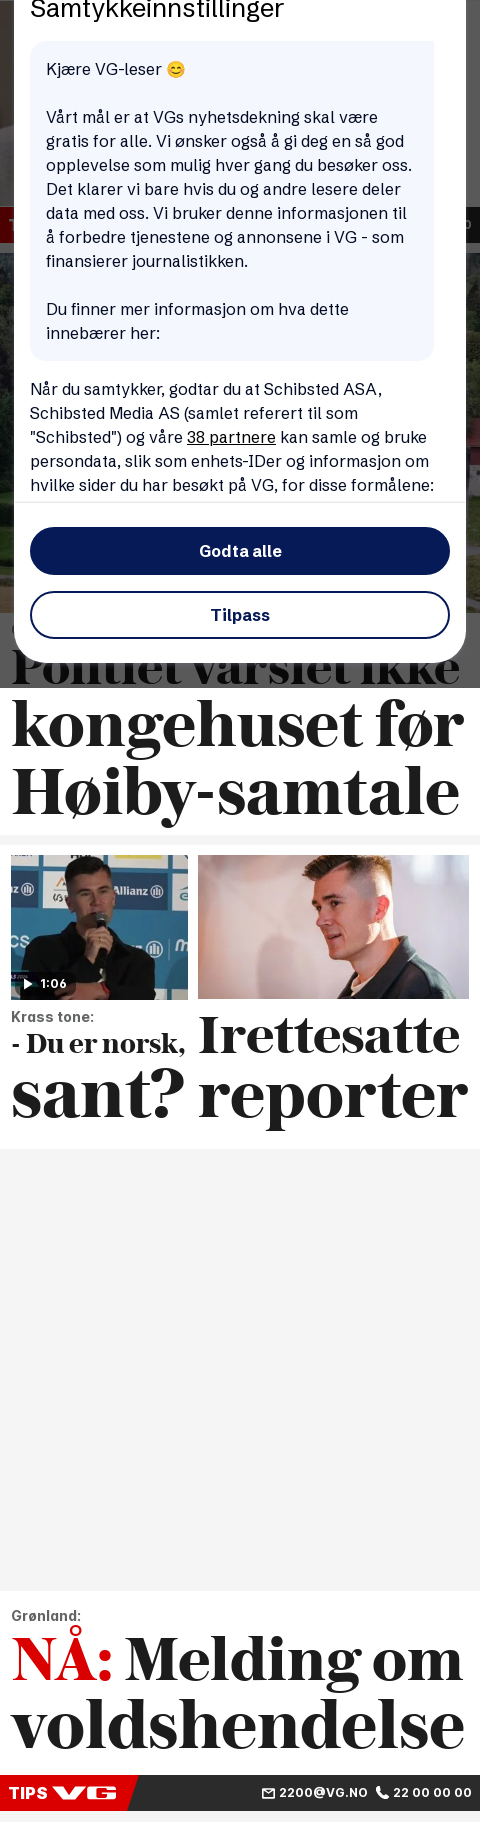 Samtykkeinnstillinger
Kjære VG-leser 😊
Vårt mål er at VGs nyhetsdekning skal være
gratis for alle. Vi ønsker også å gi deg en så god
opplevelse som mulig hver gang du besøker oss.
Det klarer vi bare hvis du og andre lesere deler
data med oss. Vi bruker denne informasjonen til
å forbedre tjenestene og annonsene i VG - som
finansierer journalistikken.
Du finner mer informasjon om hva dette
innebærer her:
Når du samtykker, godtar du at Schibsted ASA,
Schibsted Media AS (samlet referert til som
"Schibsted") og våre 38 partnere kan samle og bruke
persondata, slik som enhets-IDer og informasjon om
hvilke sider du har besøkt på VG, for disse formålene:
Godta alle
Tilpass
Politiet varslet ikke
kongehuset før
Høiby-samtale
Allianz
1:06
Krass tone:
- Du er norsk,
sant?
Irettesatte
reporter
Grønland:
NÅ: Melding om
voldshendelse
TIPS VG
2200@VG.NO 22 00 00 00